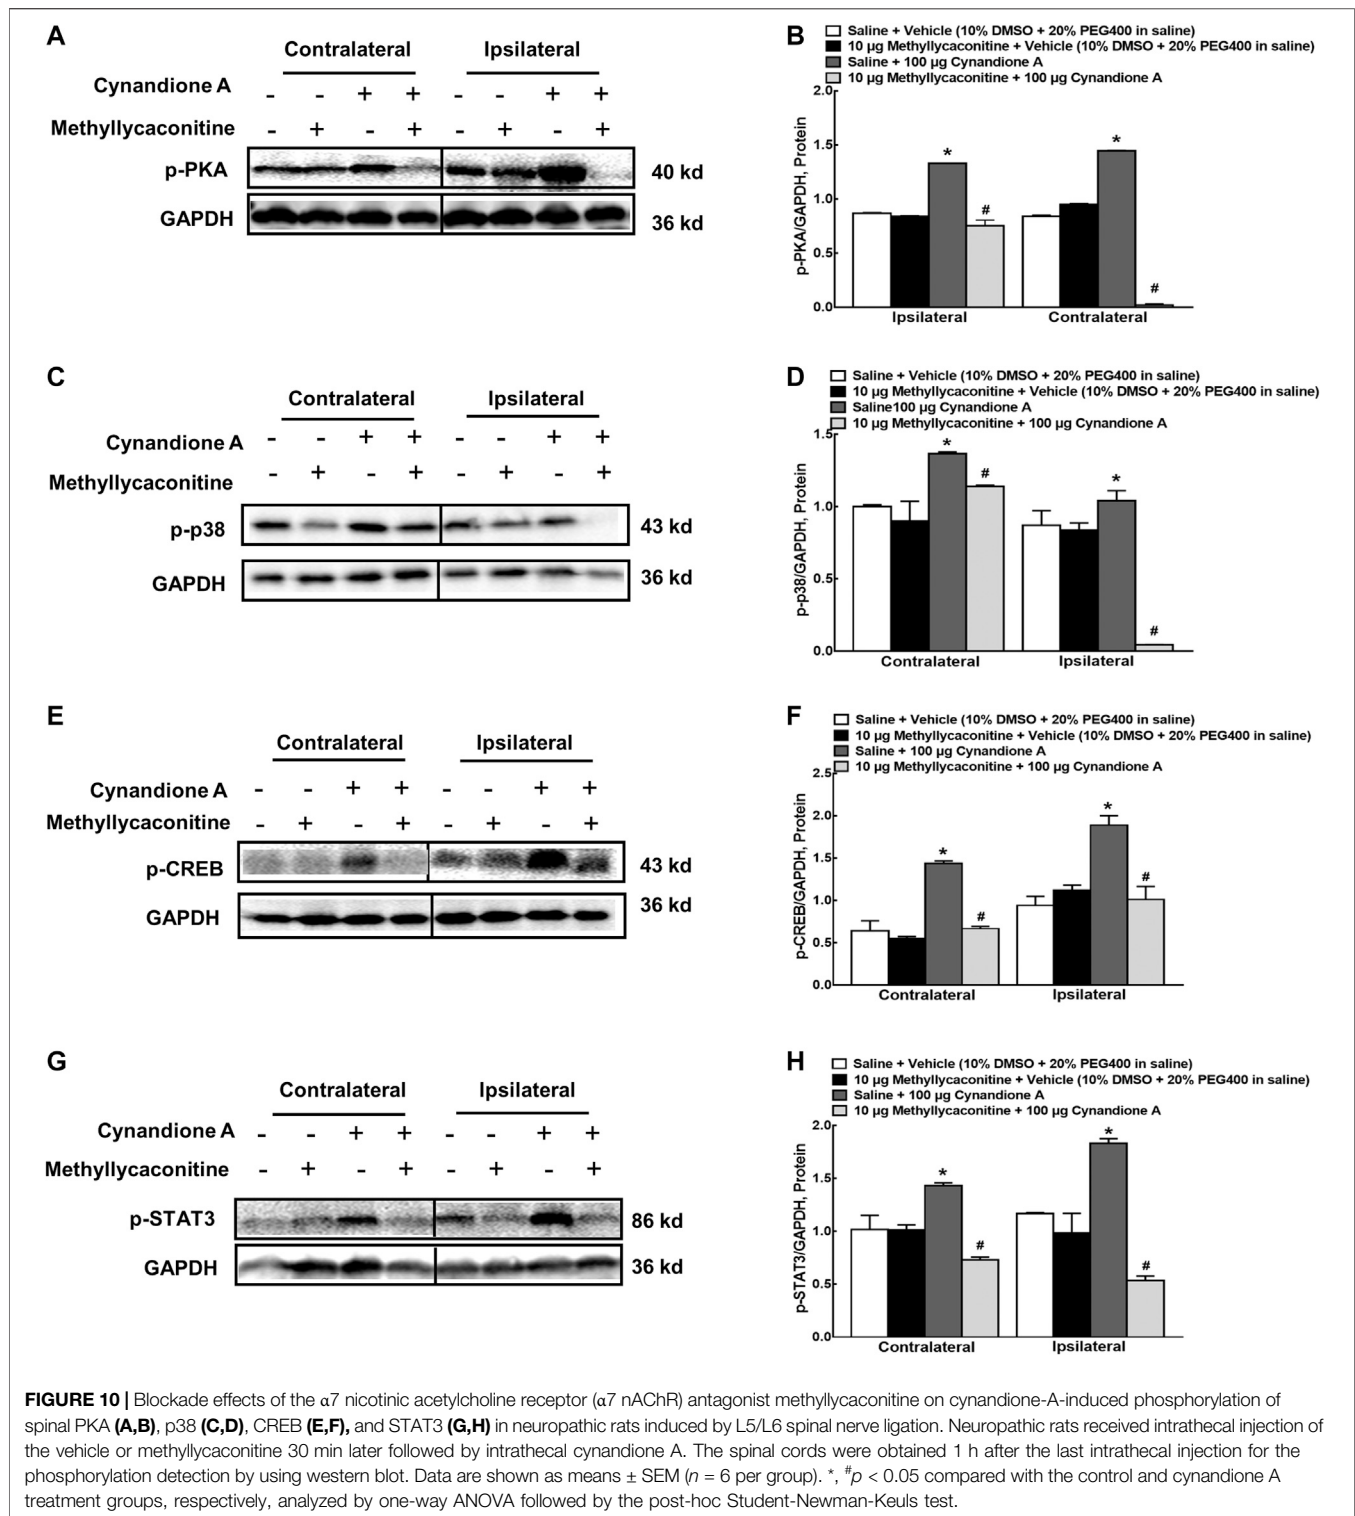 A
Contralateral Ipsilateral
Cynandione A - - + + - - + +
Methyllycaconitine - + - + - + - +
p-PKA 40 kd
GAPDH 36 kd
B
Saline + Vehicle (10% DMSO + 20% PEG400 in saline)
10 µg Methyllycaconitine + Vehicle (10% DMSO + 20% PEG400 in saline)
Saline + 100 µg Cynandione A
10 µg Methyllycaconitine + 100 µg Cynandione A
p-PKA/GAPDH, Protein
2.0
1.5
1.0
0.5
0.0
* # * #
Ipsilateral Contralateral
C
Contralateral Ipsilateral
Cynandione A - - + + - - + +
Methyllycaconitine - + - + - + - +
p-p38 43 kd
GAPDH 36 kd
D
Saline + Vehicle (10% DMSO + 20% PEG400 in saline)
10 µg Methyllycaconitine + Vehicle (10% DMSO + 20% PEG400 in saline)
Saline100 µg Cynandione A
10 µg Methyllycaconitine + 100 µg Cynandione A
p-p38/GAPDH, Protein
1.5
1.0
0.5
0.0
* # * #
Contralateral Ipsilateral
E
Contralateral Ipsilateral
Cynandione A - - + + - - + +
Methyllycaconitine - + - + - + - +
p-CREB 43 kd
GAPDH 36 kd
F
Saline + Vehicle (10% DMSO + 20% PEG400 in saline)
10 µg Methyllycaconitine + Vehicle (10% DMSO + 20% PEG400 in saline)
Saline + 100 µg Cynandione A
10 µg Methyllycaconitine + 100 µg Cynandione A
p-CREB/GAPDH, Protein
2.5
2.0
1.5
1.0
0.5
0.0
* # * #
Contralateral Ipsilateral
G
Contralateral Ipsilateral
Cynandione A - - + + - - + +
Methyllycaconitine - + - + - + - +
p-STAT3 86 kd
GAPDH 36 kd
H
Saline + Vehicle (10% DMSO + 20% PEG400 in saline)
10 µg Methyllycaconitine + Vehicle (10% DMSO + 20% PEG400 in saline)
Saline + 100 µg Cynandione A
10 µg Methyllycaconitine + 100 µg Cynandione A
p-STAT3/GAPDH, Protein
2.0
1.5
1.0
0.5
0.0
* # * #
Contralateral Ipsilateral
FIGURE 10 | Blockade effects of the α7 nicotinic acetylcholine receptor (α7 nAChR) antagonist methyllycaconitine on cynandione-A-induced phosphorylation of
spinal PKA (A,B), p38 (C,D), CREB (E,F), and STAT3 (G,H) in neuropathic rats induced by L5/L6 spinal nerve ligation. Neuropathic rats received intrathecal injection of
the vehicle or methyllycaconitine 30 min later followed by intrathecal cynandione A. The spinal cords were obtained 1 h after the last intrathecal injection for the
phosphorylation detection by using western blot. Data are shown as means ± SEM (n = 6 per group). *, #p < 0.05 compared with the control and cynandione A
treatment groups, respectively, analyzed by one-way ANOVA followed by the post-hoc Student-Newman-Keuls test.